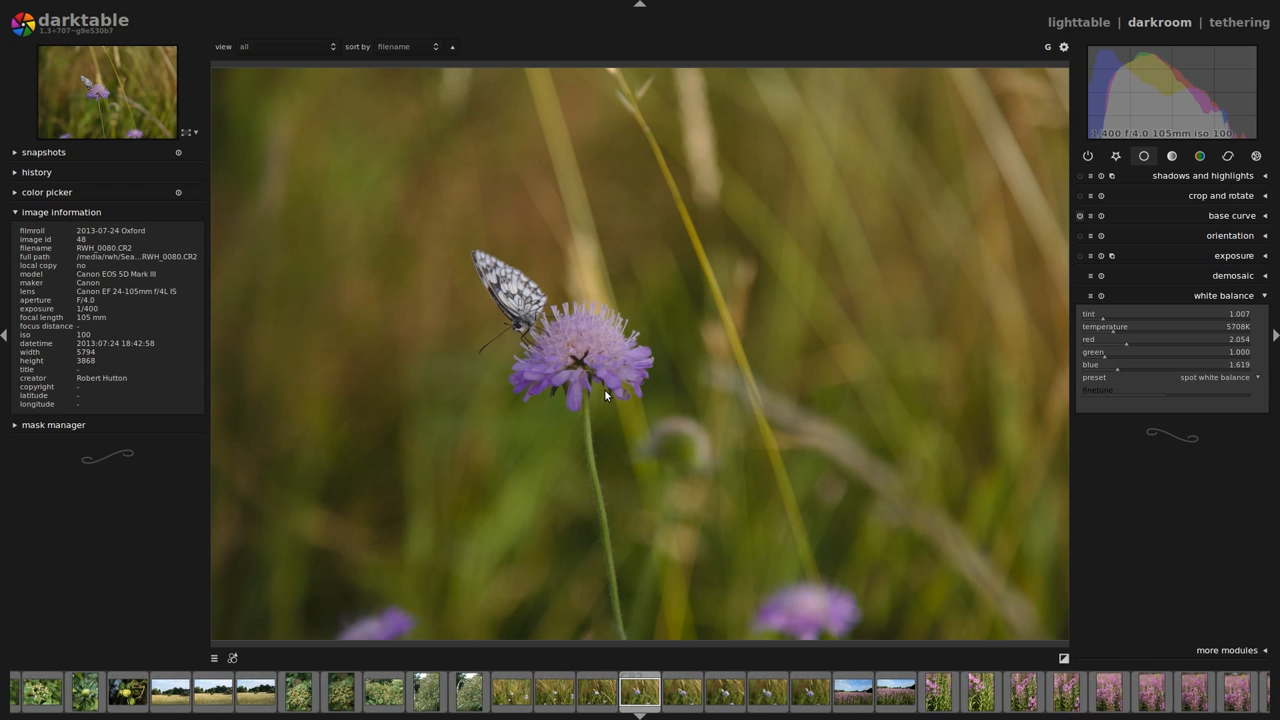 darktable
1.3+707~g9e530b7
lighttable | darkroom | tethering
view all sort by filename
G
1/400 f/4.0 105mm iso 100
snapshots
history
color picker
image information
filmroll 2013-07-24 Oxford
image id 48
filename RWH_0080.CR2
full path /media/rwh/Sea...RWH_0080.CR2
local copy no
model Canon EOS 5D Mark III
maker Canon
lens Canon EF 24-105mm f/4L IS
aperture F/4.0
exposure 1/400
focal length 105 mm
focus distance -
iso 100
datetime 2013:07:24 18:42:58
width 5794
height 3868
title -
creator Robert Hutton
copyright -
latitude -
longitude -
mask manager
shadows and highlights
crop and rotate
base curve
orientation
exposure
demosaic
white balance
tint 1.007
temperature 5708K
red 2.054
green 1.000
blue 1.619
preset spot white balance
finetune
more modules